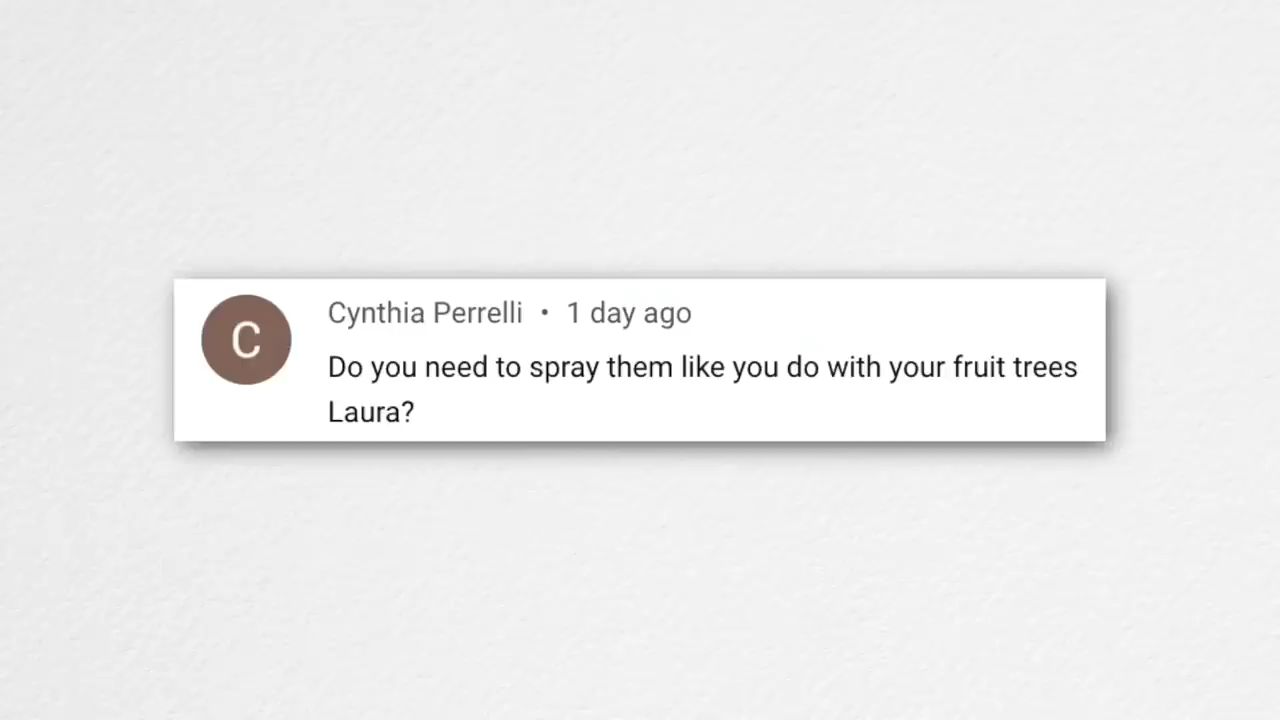 C
Cynthia Perrelli • 1 day ago
Do you need to spray them like you do with your fruit trees
Laura?